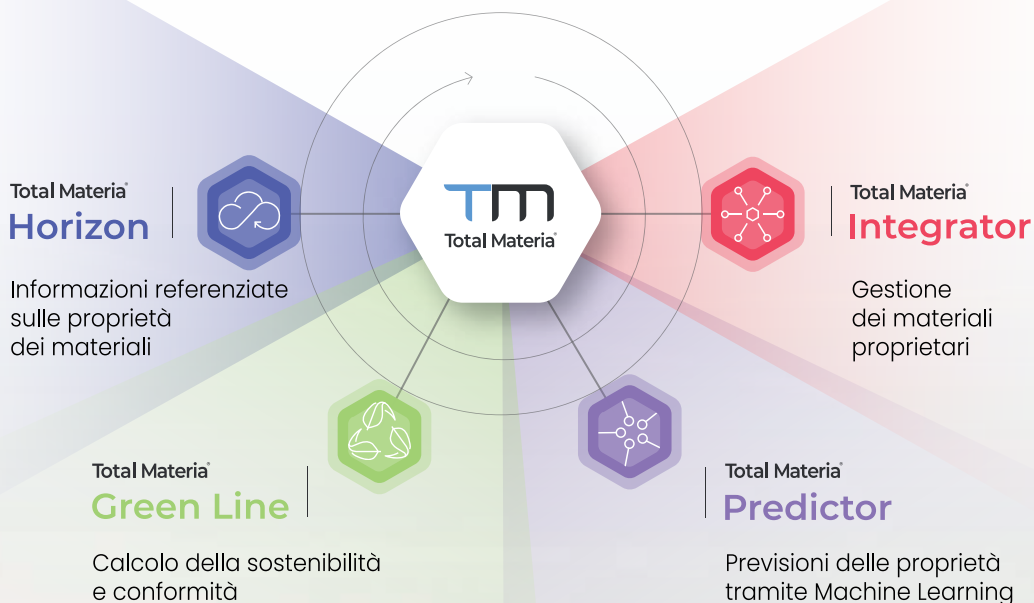 TM
Total Materia®
Total Materia®
Horizon
Informazioni referenziate
sulle proprietà
dei materiali
Total Materia®
Integrator
Gestione
dei materiali
proprietari
Total Materia®
Green Line
Calcolo della sostenibilità
e conformità
Total Materia®
Predictor
Previsioni delle proprietà
tramite Machine Learning